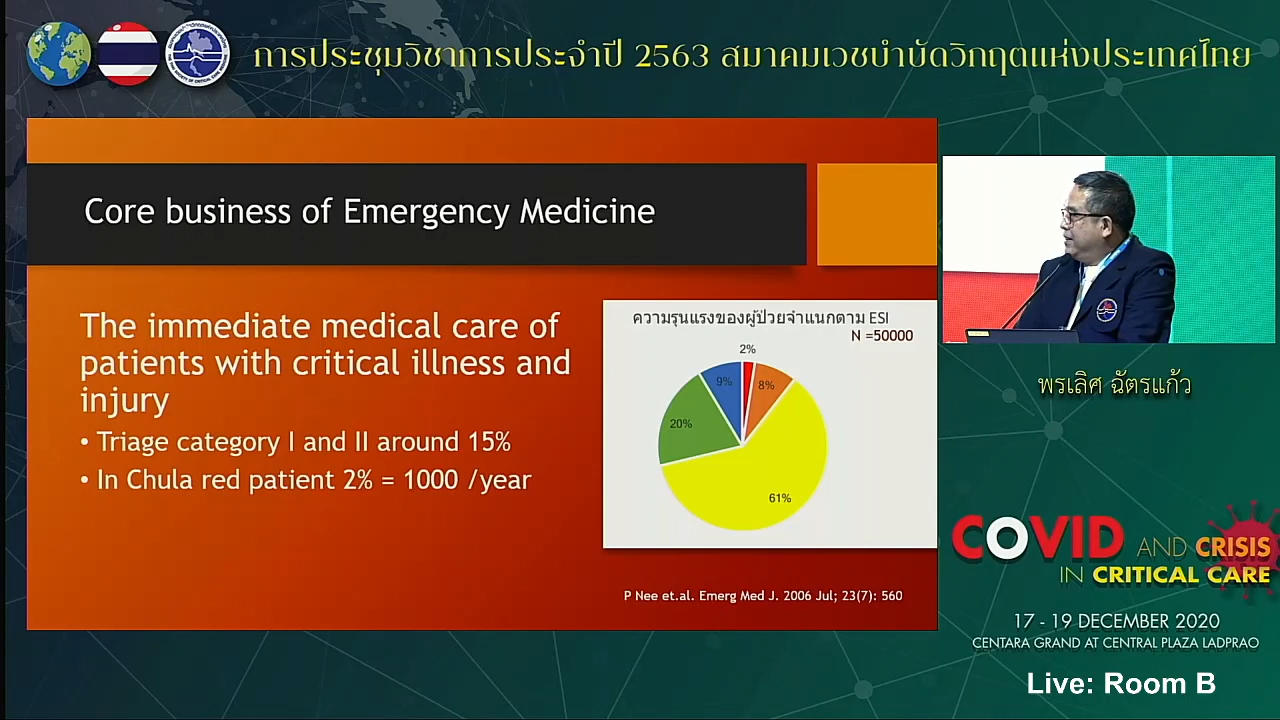 การประชุมวิชาการประจำปี 2563 สมาคมเวชบำบัดวิกฤตแห่งประเทศไทย
Core business of Emergency Medicine
The immediate medical care of
patients with critical illness and
injury
• Triage category I and II around 15%
• In Chula red patient 2% = 1000 /year
ความรุนแรงของผู้ป่วยจำแนกตาม ESI
N =50000
2%
9%
8%
20%
61%
P Nee et.al. Emerg Med J. 2006 Jul; 23(7): 560
พรเลิศ ฉัตรแก้ว
COVID AND CRISIS
IN CRITICAL CARE
17 - 19 DECEMBER 2020
CENTARA GRAND AT CENTRAL PLAZA LADPRAO
Live: Room B